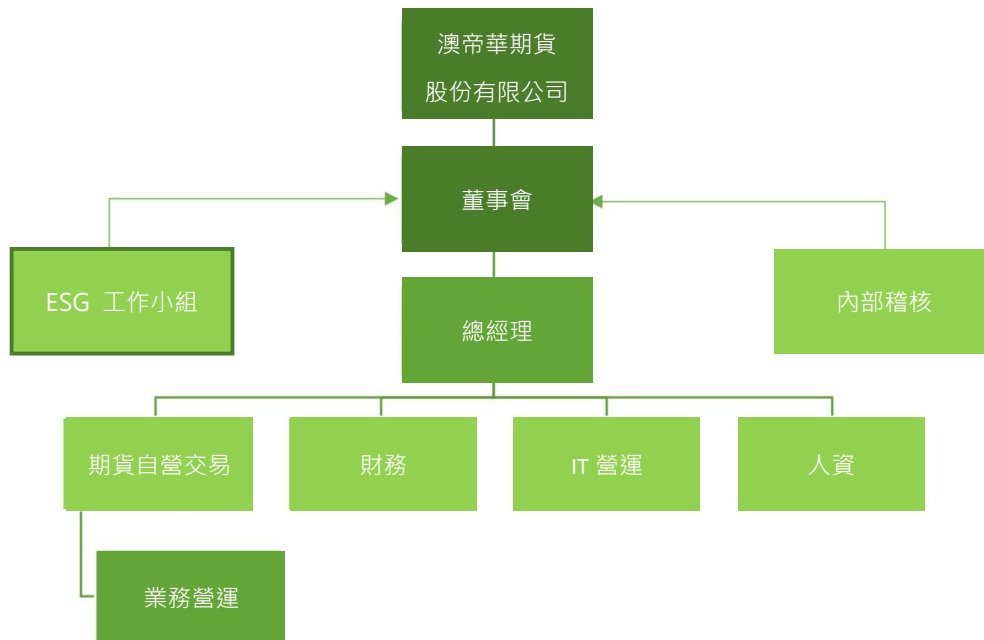 澳帝華期貨
股份有限公司
董事會
ESG 工作小組
內部稽核
總經理
期貨自營交易
財務
IT 營運
人資
業務營運